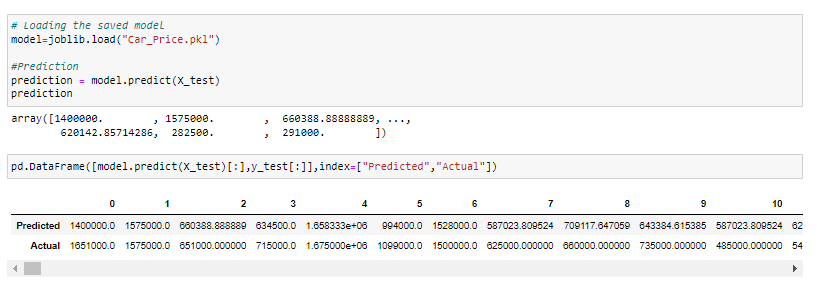 # Loading the saved model
model=joblib.load("Car_Price.pkl")
#Prediction
prediction = model.predict(X_test)
prediction
array([1400000.        , 1575000.        ,  660388.88888889, ...,
        620142.85714286,  282500.        ,  291000.        ])
pd.DataFrame([model.predict(X_test)[:],y_test[:]],index=["Predicted","Actual"])
0 1 2 3 4 5 6 7 8 9 10
Predicted 1400000.0 1575000.0 660388.888889 634500.0 1.658333e+06 994000.0 1528000.0 587023.809524 709117.647059 643384.615385 587023.809524 62
Actual 1651000.0 1575000.0 651000.000000 715000.0 1.675000e+06 1099000.0 1500000.0 625000.000000 660000.000000 735000.000000 485000.000000 54